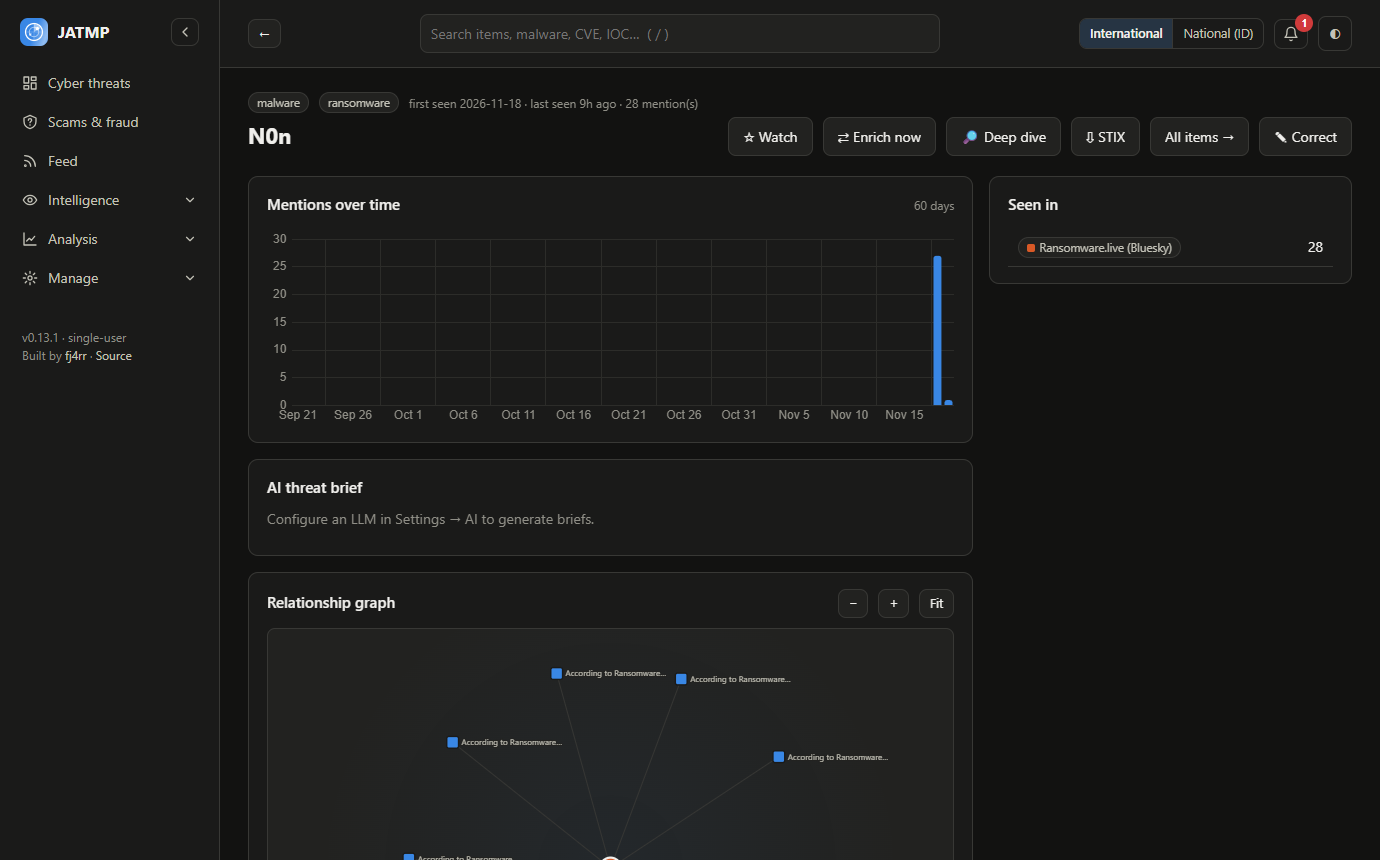 JATMP
Cyber threats
Scams & fraud
Feed
Intelligence
Analysis
Manage
v0.13.1 · single-user
Built by fj4rr · Source
←
Search items, malware, CVE, IOC... ( / )
International
National (ID)
1
malware
ransomware
first seen 2026-11-18 · last seen 9h ago · 28 mention(s)
N0n
☆ Watch
⇄ Enrich now
🔎 Deep dive
⇩ STIX
All items →
✎ Correct
Mentions over time
60 days
30
25
20
15
10
5
0
Sep 21
Sep 26
Oct 1
Oct 6
Oct 11
Oct 16
Oct 21
Oct 26
Oct 31
Nov 5
Nov 10
Nov 15
Seen in
Ransomware.live (Bluesky)
28
AI threat brief
Configure an LLM in Settings → AI to generate briefs.
Relationship graph
−
+
Fit
According to Ransomware...
According to Ransomware...
According to Ransomware...
According to Ransomware...
According to Ransomware...